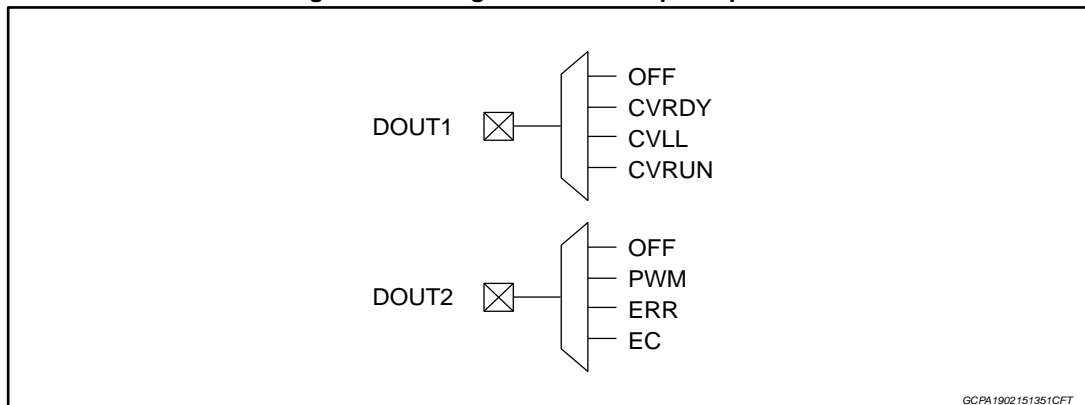 DOUT1
OFF
CVRDY
CVLL
CVRUN
DOUT2
OFF
PWM
ERR
EC
GCPA1902151351CFT